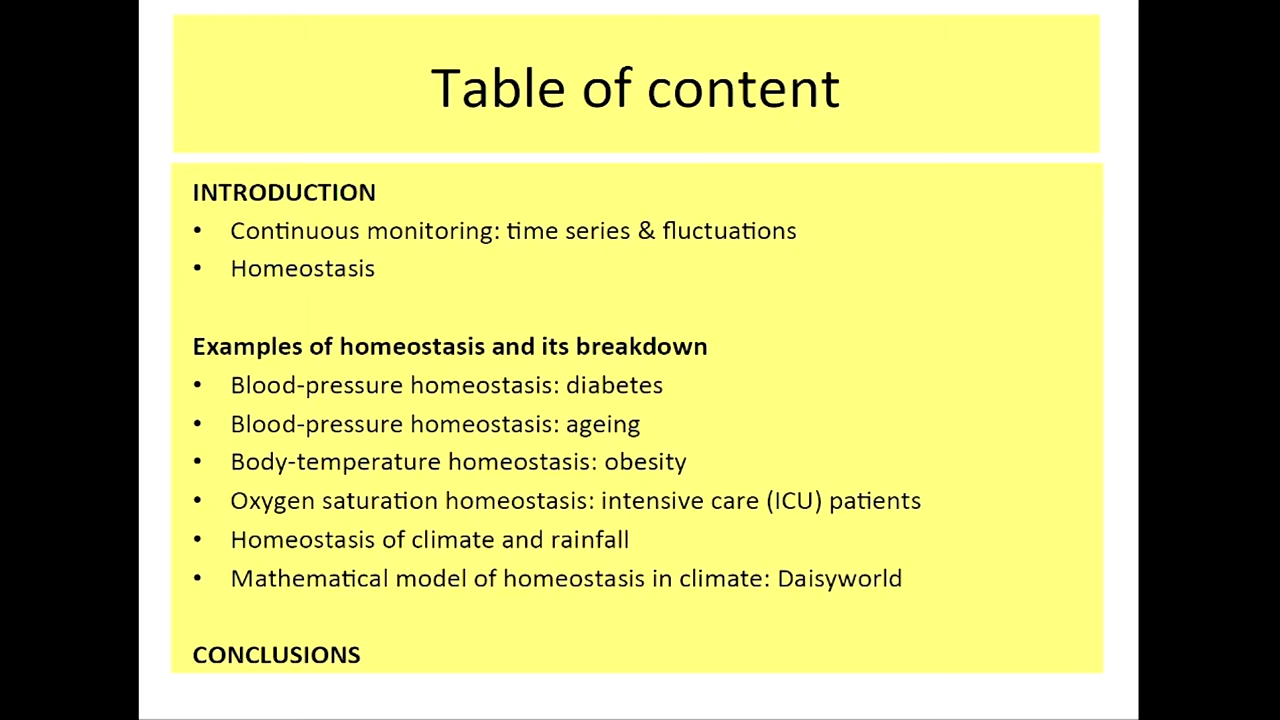 Table of content
INTRODUCTION
• Continuous monitoring: time series & fluctuations
• Homeostasis
Examples of homeostasis and its breakdown
• Blood-pressure homeostasis: diabetes
• Blood-pressure homeostasis: ageing
• Body-temperature homeostasis: obesity
• Oxygen saturation homeostasis: intensive care (ICU) patients
• Homeostasis of climate and rainfall
• Mathematical model of homeostasis in climate: Daisyworld
CONCLUSIONS